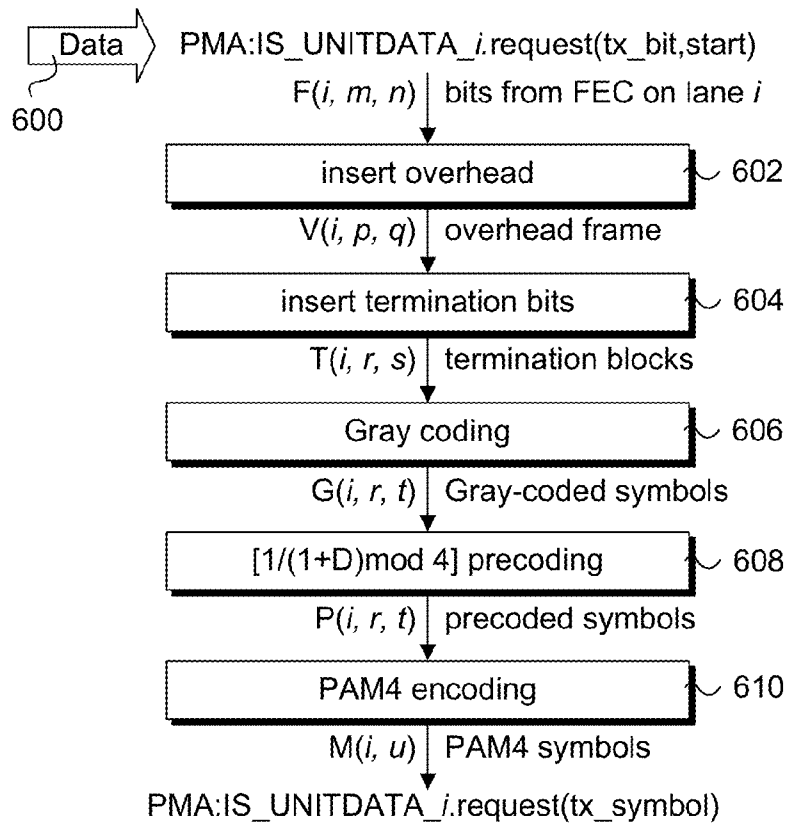 Data PMA:IS_UNITDATA_i.request(tx_bit,start)
600
F(i, m, n) bits from FEC on lane i
insert overhead 602
V(i, p, q) overhead frame
insert termination bits 604
T(i, r, s) termination blocks
Gray coding 606
G(i, r, t) Gray-coded symbols
[1/(1+D)mod 4] precoding 608
P(i, r, t) precoded symbols
PAM4 encoding 610
M(i, u) PAM4 symbols
PMA:IS_UNITDATA_i.request(tx_symbol)